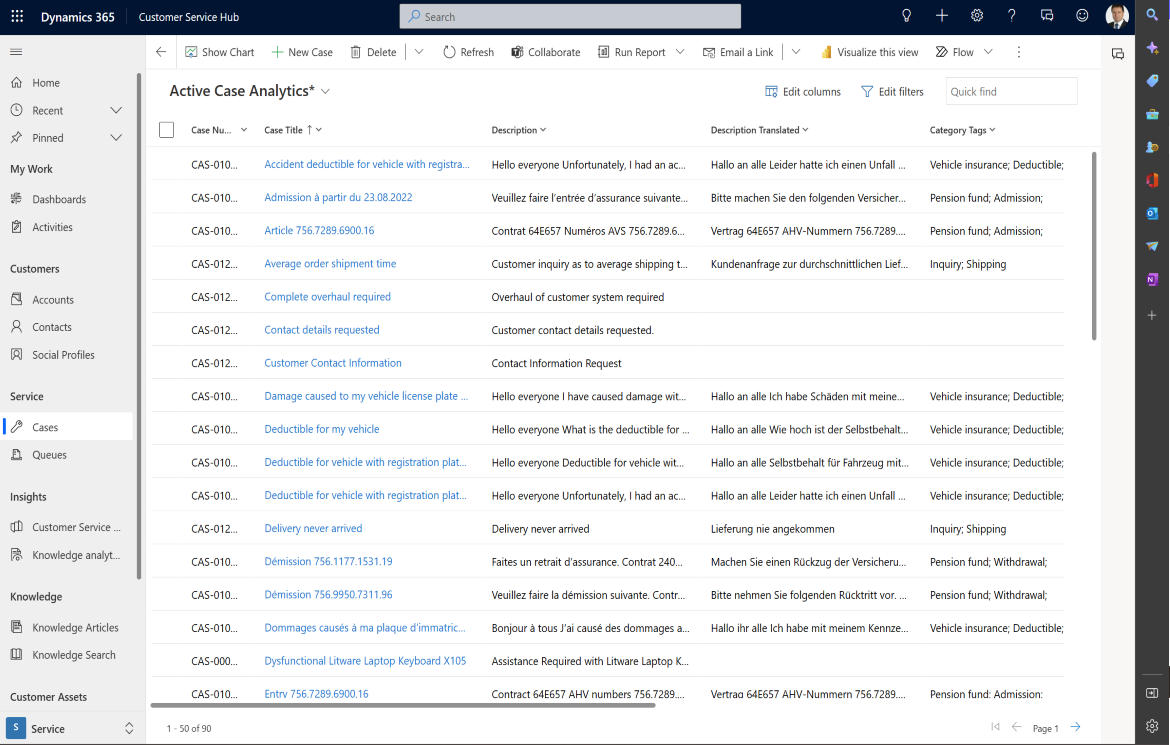 Dynamics 365 Customer Service Hub Search
Show Chart New Case Delete Refresh Collaborate Run Report Email a Link Visualize this view Flow
Home
Recent
Pinned
My Work
Dashboards
Activities
Customers
Accounts
Contacts
Social Profiles
Service
Cases
Queues
Insights
Customer Service ...
Knowledge analyt...
Knowledge
Knowledge Articles
Knowledge Search
Customer Assets
S Service
Active Case Analytics*
Edit columns Edit filters Quick find
Case Nu... Case Title ↑ Description Description Translated Category Tags
CAS-010... Accident deductible for vehicle with registra... Hello everyone Unfortunately, I had an ac... Hallo an alle Leider hatte ich einen Unfall ... Vehicle insurance; Deductible;
CAS-010... Admission à partir du 23.08.2022 Veuillez faire l'entrée d'assurance suivante... Bitte machen Sie den folgenden Versicher... Pension fund; Admission;
CAS-010... Article 756.7289.6900.16 Contrat 64E657 Numéros AVS 756.7289.6... Vertrag 64E657 AHV-Nummern 756.7289.... Pension fund; Admission;
CAS-012... Average order shipment time Customer inquiry as to average shipping t... Kundenanfrage zur durchschnittlichen Lief... Inquiry; Shipping
CAS-012... Complete overhaul required Overhaul of customer system required
CAS-012... Contact details requested Customer contact details requested.
CAS-012... Customer Contact Information Contact Information Request
CAS-010... Damage caused to my vehicle license plate ... Hello everyone I have caused damage wit... Hallo an alle Ich habe Schäden mit meine... Vehicle insurance; Deductible;
CAS-010... Deductible for my vehicle Hello everyone What is the deductible for ... Hallo an alle Wie hoch ist der Selbstbehalt... Vehicle insurance; Deductible;
CAS-010... Deductible for vehicle with registration plat... Hello everyone Deductible for vehicle wit... Hallo an alle Selbstbehalt für Fahrzeug mit... Vehicle insurance; Deductible;
CAS-010... Deductible for vehicle with registration plat... Hello everyone Unfortunately, I had an ac... Hallo an alle Leider hatte ich einen Unfall ... Vehicle insurance; Deductible;
CAS-012... Delivery never arrived Delivery never arrived Lieferung nie angekommen Inquiry; Shipping
CAS-010... Démission 756.1177.1531.19 Faites un retrait d'assurance. Contrat 240... Machen Sie einen Rückzug der Versicheru... Pension fund; Withdrawal;
CAS-010... Démission 756.9950.7311.96 Veuillez faire la démission suivante. Contr... Bitte nehmen Sie folgenden Rücktritt vor. ... Pension fund; Withdrawal;
CAS-010... Dommages causés à ma plaque d'immatric... Bonjour à tous J'ai causé des dommages a... Hallo ihr alle Ich habe mit meinem Kennze... Vehicle insurance; Deductible;
CAS-000... Dysfunctional Litware Laptop Keyboard X105 Assistance Required with Litware Laptop K...
CAS-010... Entry 756.7289.6900.16 Contract 64E657 AHV numbers 756.7289.... Vertrag 64E657 AHV-Nummern 756.7289.... Pension fund; Admission;
1 - 50 of 90 Page 1